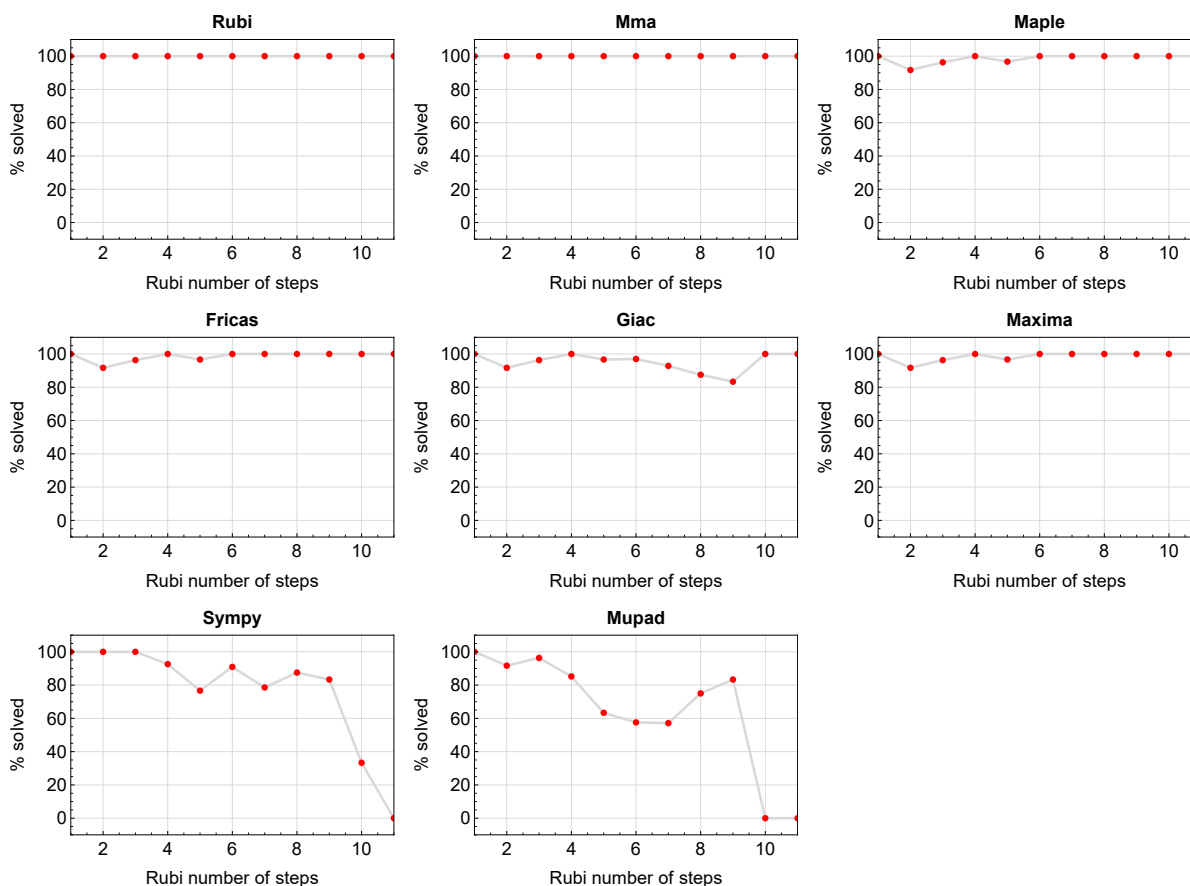 Rubi Mma Maple
% solved 100 80 60 40 20 0 % solved 100 80 60 40 20 0 % solved 100 80 60 40 20 0
2 4 6 8 10 2 4 6 8 10 2 4 6 8 10
Rubi number of steps Rubi number of steps Rubi number of steps
Fricas Giac Maxima
% solved 100 80 60 40 20 0 % solved 100 80 60 40 20 0 % solved 100 80 60 40 20 0
2 4 6 8 10 2 4 6 8 10 2 4 6 8 10
Rubi number of steps Rubi number of steps Rubi number of steps
Sympy Mupad
% solved 100 80 60 40 20 0 % solved 100 80 60 40 20 0
2 4 6 8 10 2 4 6 8 10
Rubi number of steps Rubi number of steps